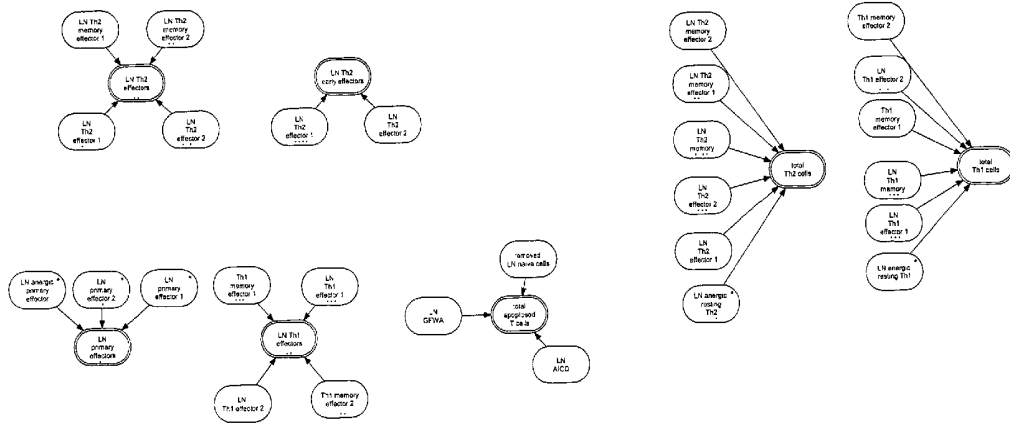 LN Th2
memory
effector 1
LN Th2
memory
effector 2
LN Th2
effectors
LN
Th2
effector 1
LN
Th2
effector 2
LN Th2
early effectors
LN
Th2
effector 1
LN
Th2
effector 2
LN Th2
memory
effector 2
LN Th2
memory
effector 1
LN
Th2
memory
LN
Th2
effector 2
LN
Th2
effector 1
LN anergic
resting
Th2
total
Th2 cells
Th1 memory
effector 2
LN
Th1 effector 2
Th1
memory
effector 1
LN
Th1
memory
LN
Th1
effector 1
LN anergic
resting Th1
total
Th1 cells
LN anergic
primary
effector
LN
primary
effector 2
LN
primary
effector 1
LN
primary
effectors
Th1
memory
effector 1
LN
Th1
effector 1
LN Th1
effectors
LN
Th1 effector 2
Th1 memory
effector 2
removed
LN naive cells
LN
GFWA
total
apoptosed
T cells
LN
AICD